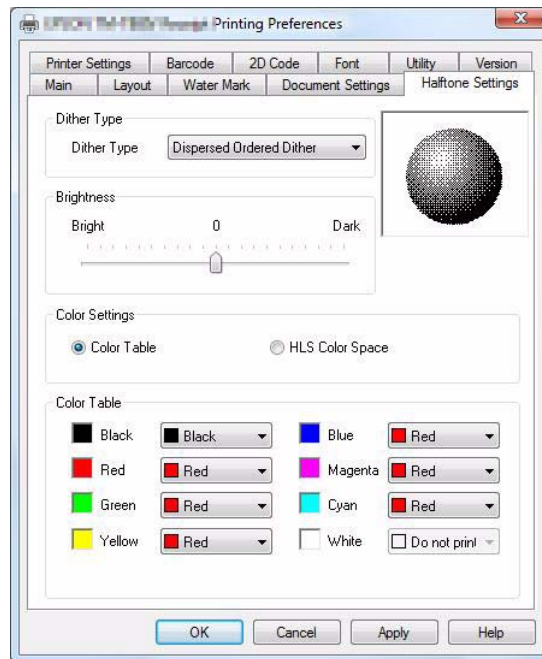 Printing Preferences
Printer Settings Barcode 2D Code Font Utility Version
Main Layout Water Mark Document Settings Halftone Settings
Dither Type
Dither Type Dispersed Ordered Dither
Brightness
Bright 0 Dark
Color Settings
Color Table HLS Color Space
Color Table
Black Black Blue Red
Red Red Magenta Red
Green Red Cyan Red
Yellow Red White Do not print
OK Cancel Apply Help